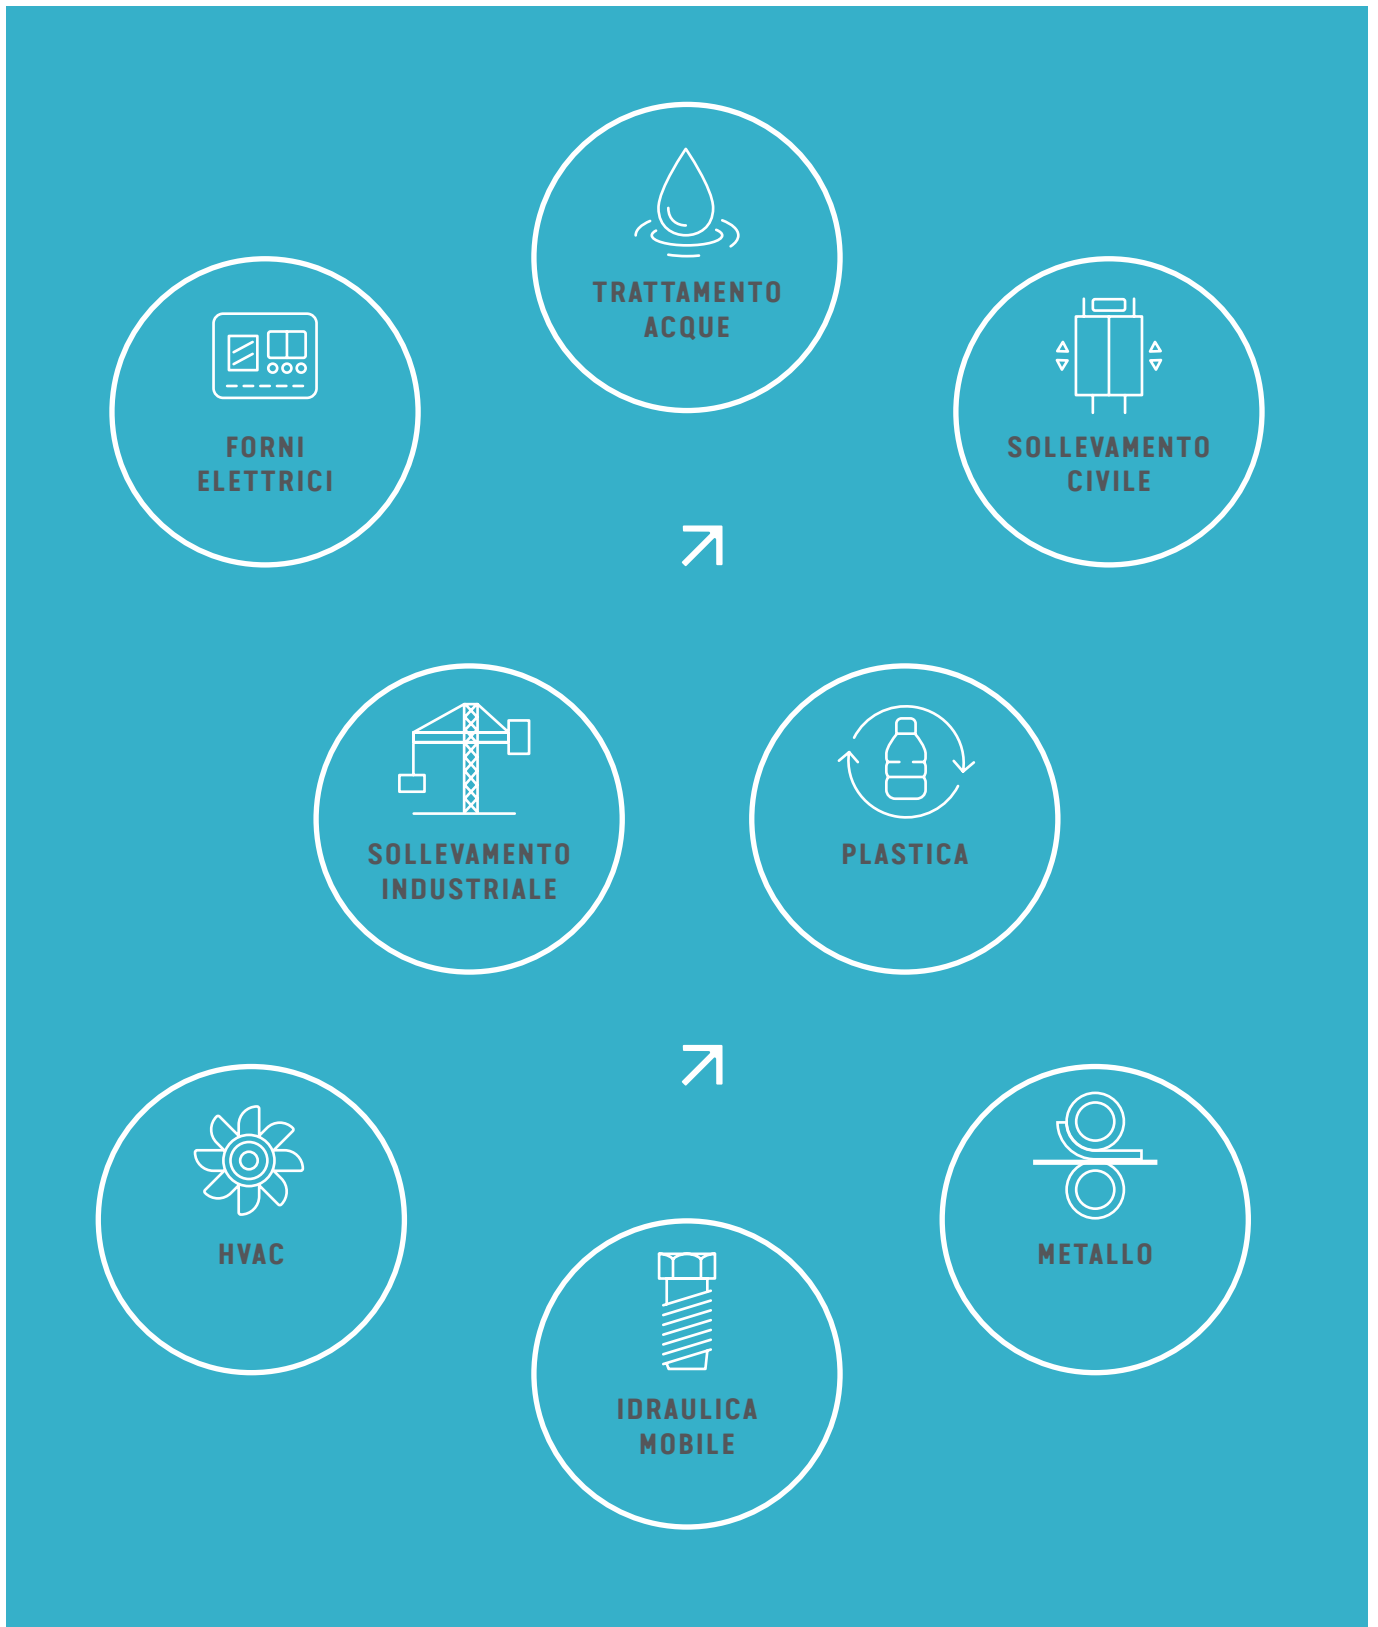 TRATTAMENTO
ACQUE
FORNI
ELETTRICI
SOLLEVAMENTO
CIVILE
SOLLEVAMENTO
INDUSTRIALE
PLASTICA
HVAC
METALLO
IDRAULICA
MOBILE